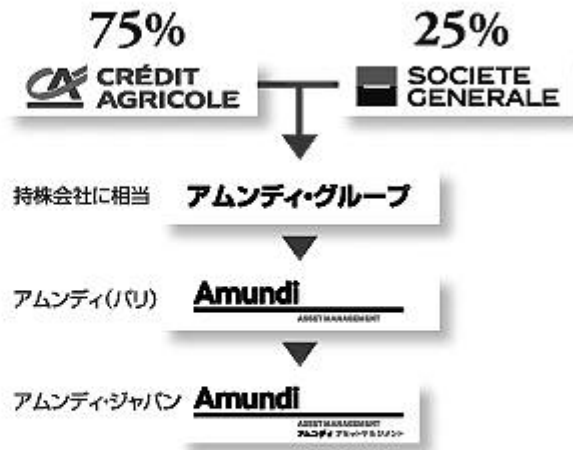 75%
25%
CRÉDIT
AGRICOLE
SOCIETE
GENERALE
持株会社に相当
アムンディ・グループ
アムンディ(パリ)
Amundi
ASSET MANAGEMENT
アムンディ・ジャパン
Amundi
ASSET MANAGEMENT
アムンディ アセットマネジメント